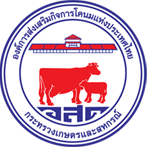 องค์การส่งเสริมกิจการโคนมแห่งประเทศไทย
อสค
กระทรวงเกษตรและสหกรณ์